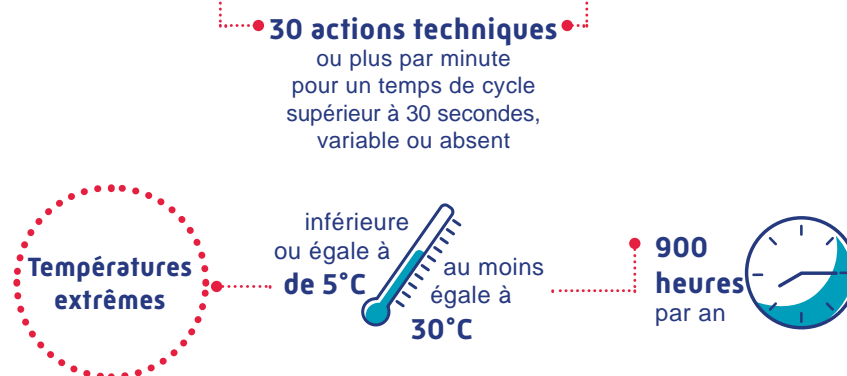 30 actions techniques
ou plus par minute
pour un temps de cycle
supérieur à 30 secondes,
variable ou absent
Températures
extrêmes
inférieure
ou égale à
de 5°C
au moins
égale à
30°C
900
heures
par an